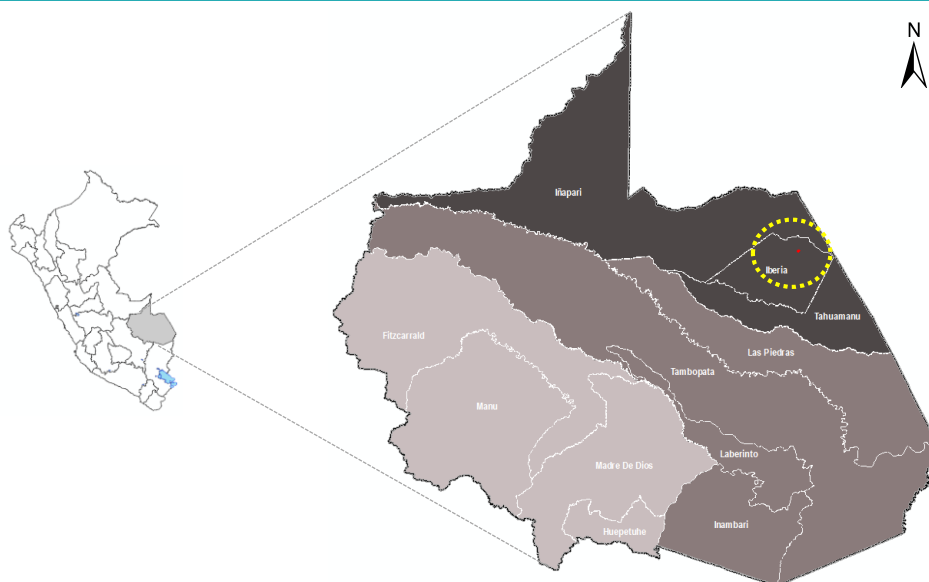 N
Iñapari
Iberia
Tahuamanu
Las Piedras
Fitzcarrald
Tambopata
Manu
Laberinto
Madre De Dios
Inambari
Huepetuhe